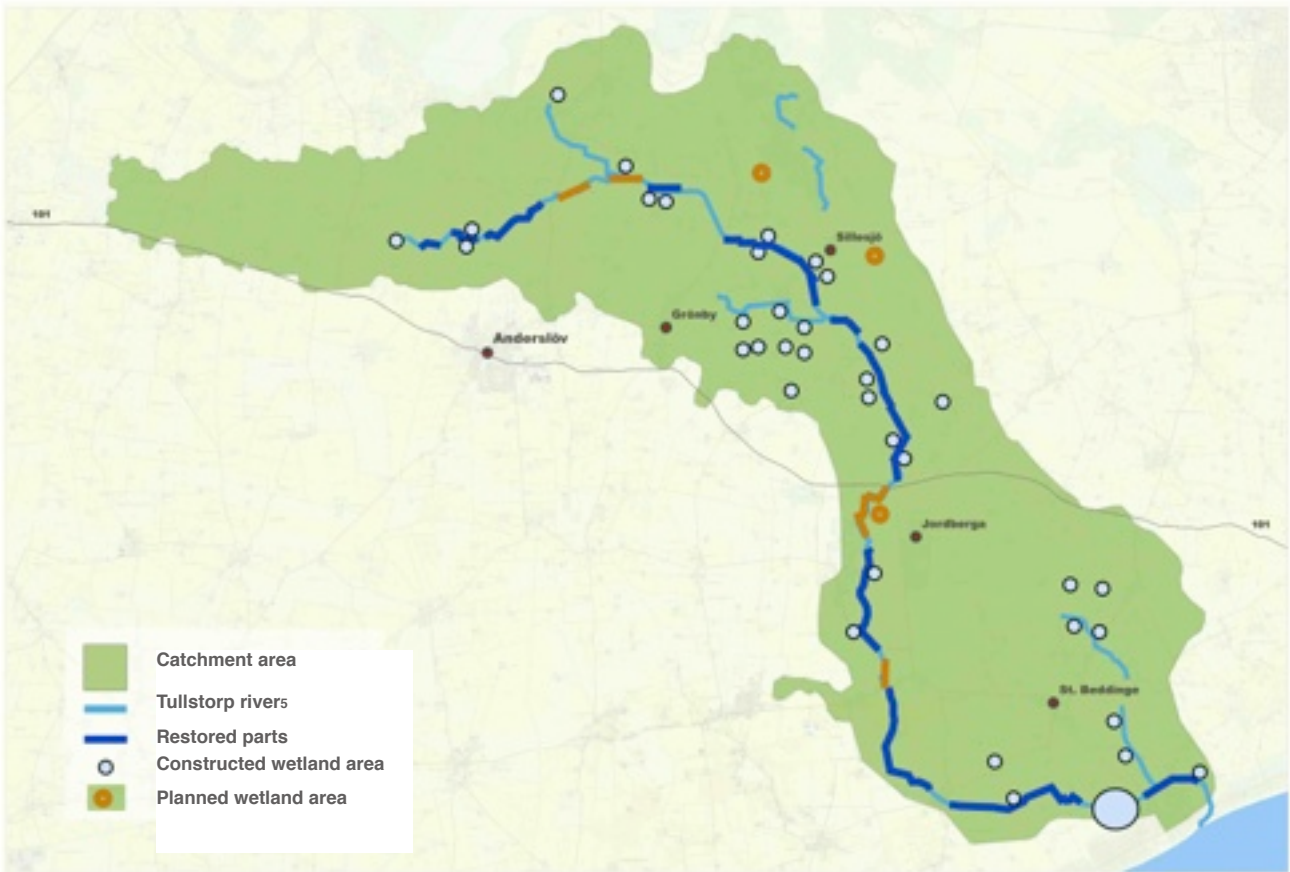 101
Sillesjö
Grönby
Anderslöv
101
Jordberga
St. Beddinge
Catchment area
Tullstorp river5
Restored parts
Constructed wetland area
Planned wetland area